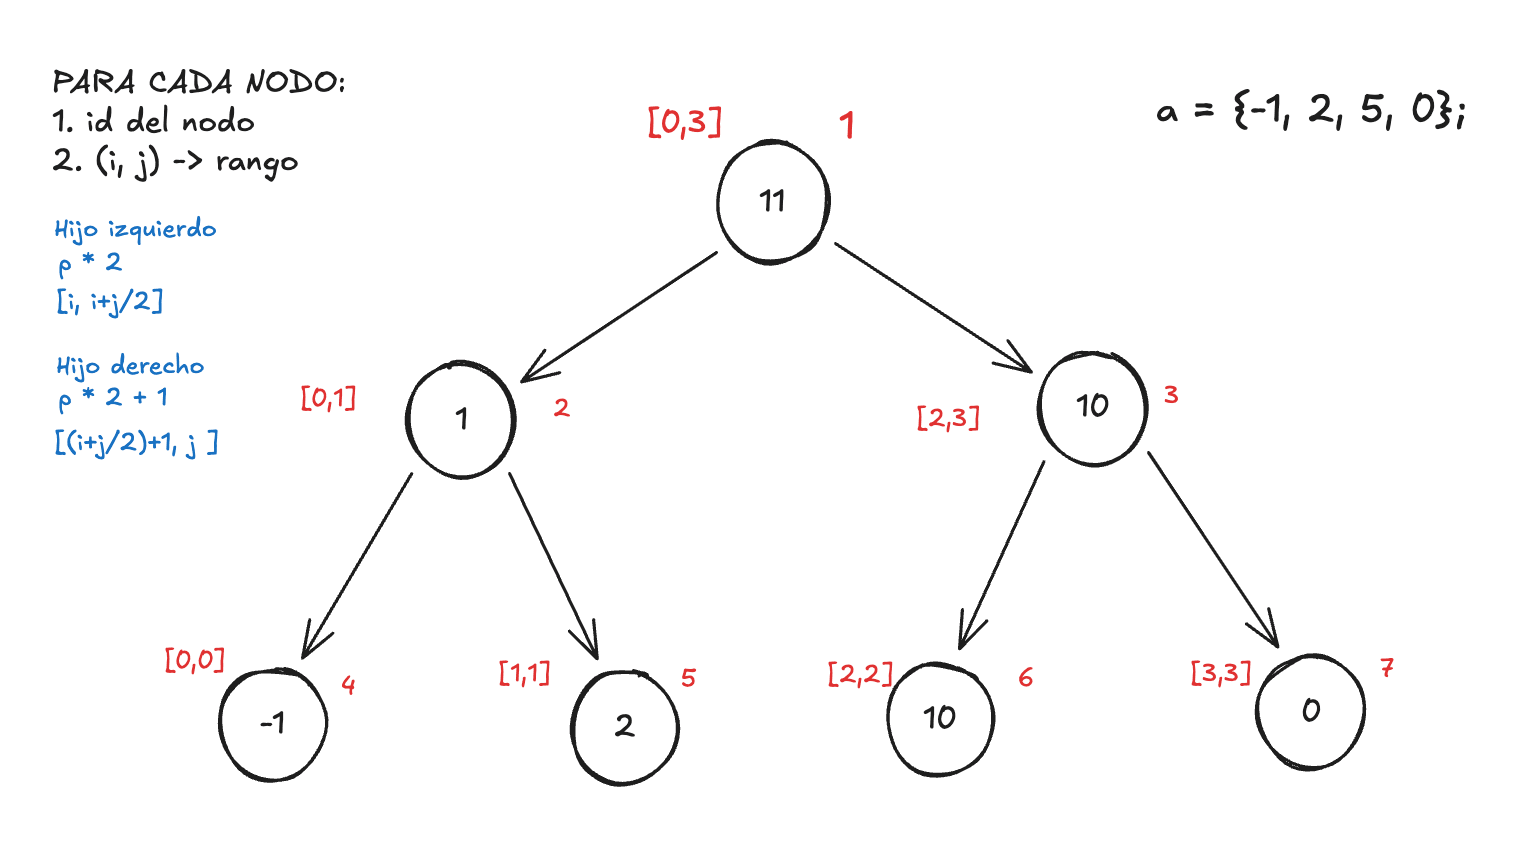 PARA CADA NODO:
1. id del nodo
2. (i, j) -> rango
a = {-1, 2, 5, 0};
Hijo izquierdo
p * 2
[i, i+j/2]
Hijo derecho
p * 2 + 1
[(i+j/2)+1, j ]
[0,3]
1
11
[0,1]
1
2
[2,3]
10
3
[0,0]
-1
4
[1,1]
2
5
[2,2]
10
6
[3,3]
0
7